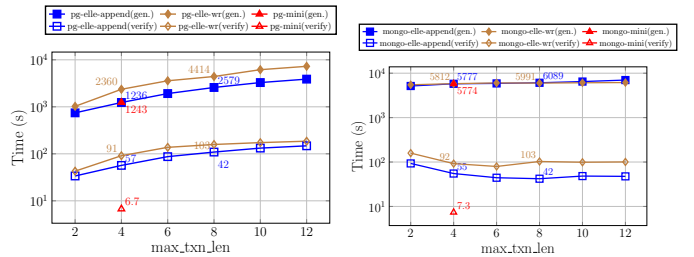 pg-elle-append(gen.) pg-elle-wr(gen.) pg-mini(gen.)
pg-elle-append(verify) pg-elle-wr(verify) pg-mini(verify)
Time (s)
10^4
10^3
10^2
10^1
2360
4414
1236
1243
2579
91
57
103
42
6.7
2 4 6 8 10 12
max_txn_len
mongo-elle-append(gen.) mongo-elle-wr(gen.) mongo-mini(gen.)
mongo-elle-append(verify) mongo-elle-wr(verify) mongo-mini(verify)
Time (s)
10^4
10^3
10^2
10^1
5812
5777
5774
5991
6089
92
55
103
42
7.3
2 4 6 8 10 12
max_txn_len